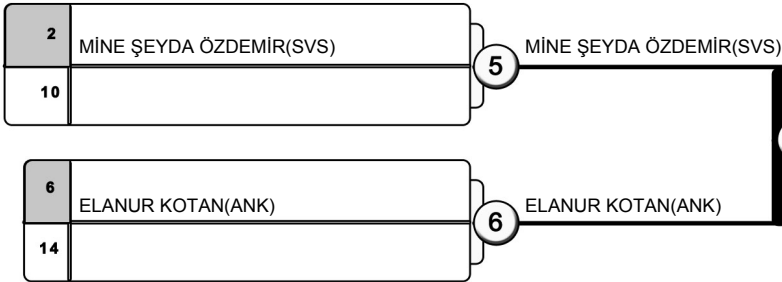 2
MİNE ŞEYDA ÖZDEMİR(SVS)
10
5
MİNE ŞEYDA ÖZDEMİR(SVS)
6
ELANUR KOTAN(ANK)
14
6
ELANUR KOTAN(ANK)